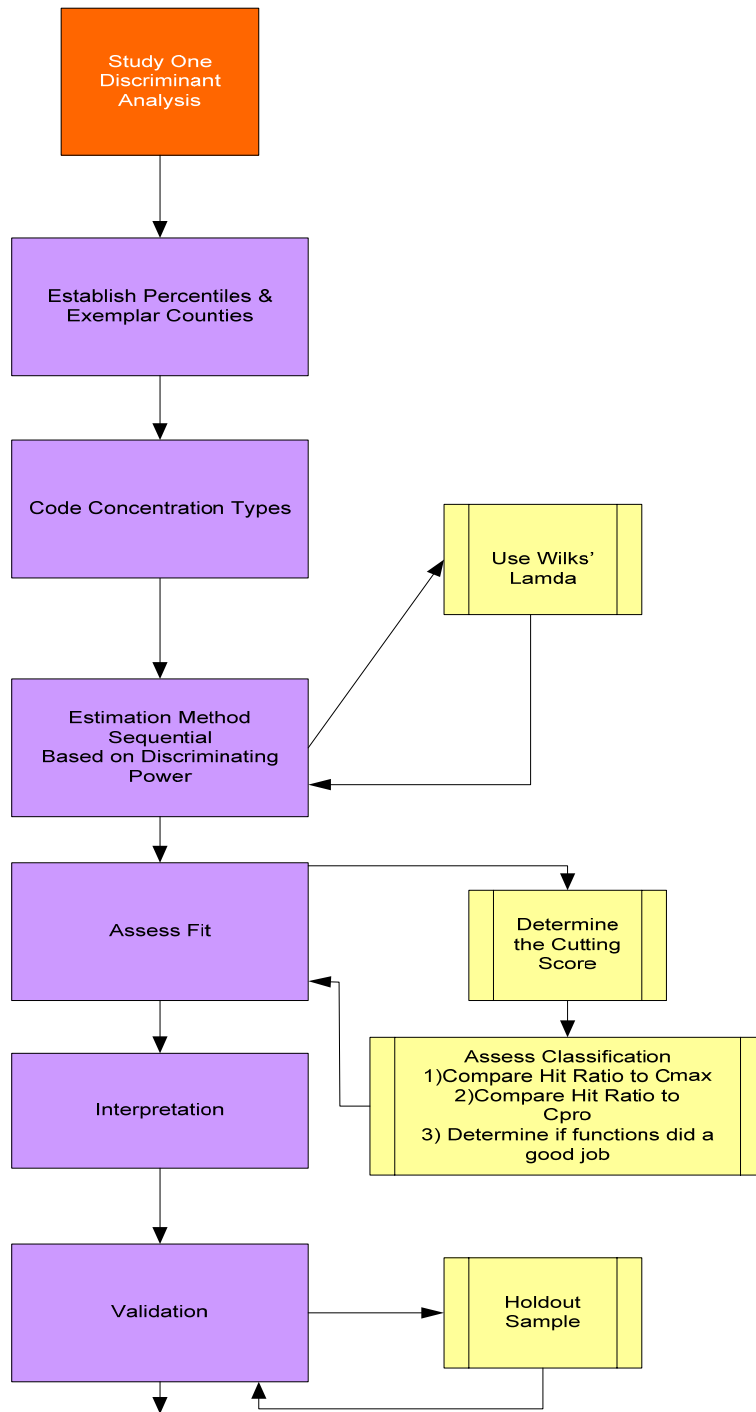 Study One
Discriminant
Analysis
Establish Percentiles &
Exemplar Counties
Code Concentration Types
Use Wilks’
Lamda
Estimation Method
Sequential
Based on Discriminating
Power
Assess Fit
Determine
the Cutting
Score
Assess Classification
1)Compare Hit Ratio to Cmax
2)Compare Hit Ratio to
Cpro
3) Determine if functions did a
good job
Interpretation
Validation
Holdout
Sample